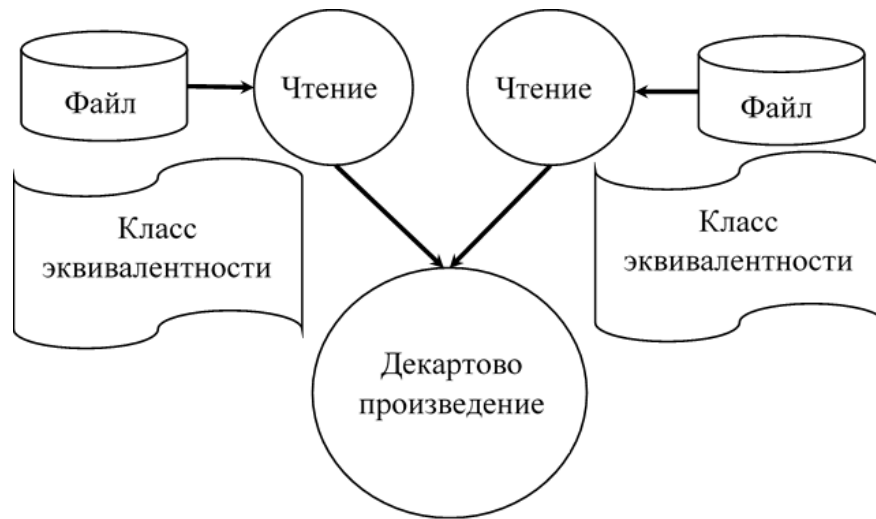 Файл
Чтение
Чтение
Файл
Класс
эквивалентности
Класс
эквивалентности
Декартово
произведение